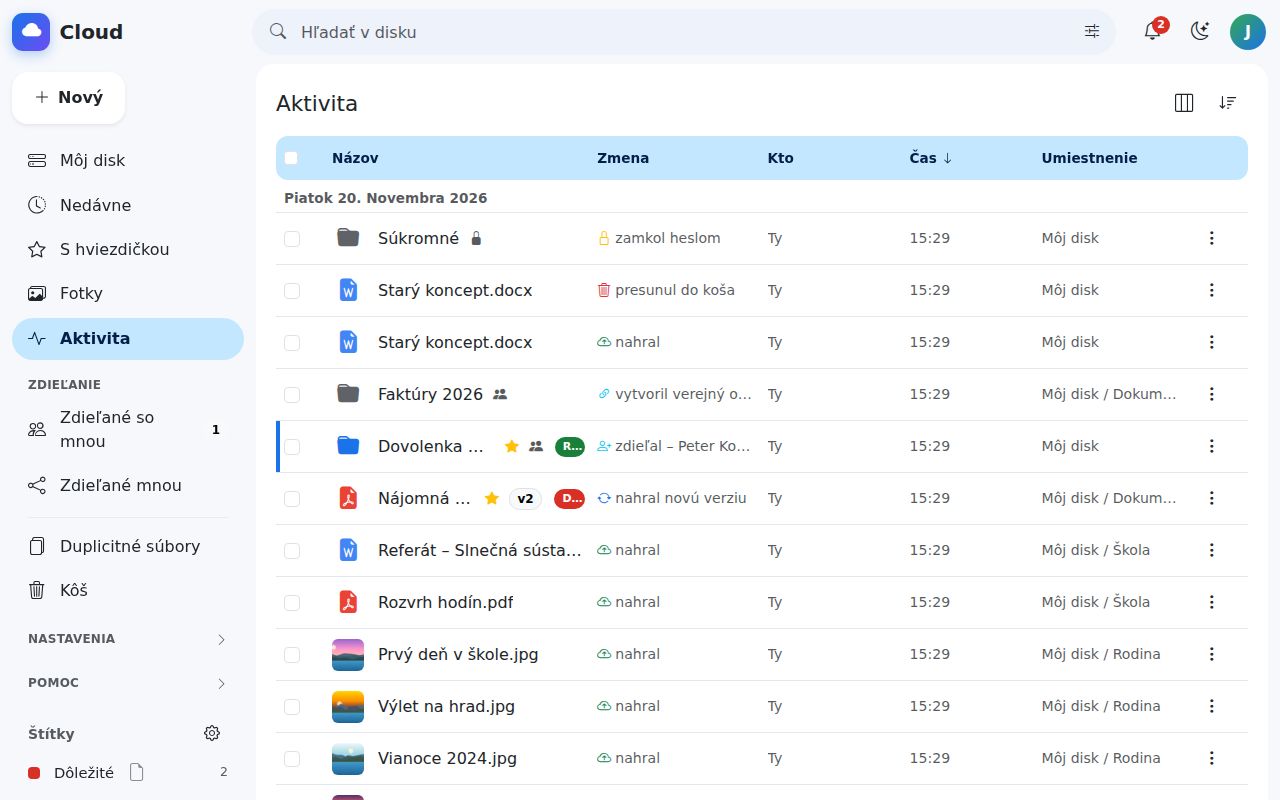 Cloud
Hľadať v disku
2
J
Nový
Môj disk
Nedávne
S hviezdičkou
Fotky
Aktivita
ZDIEĽANIE
Zdieľané so
mnou
1
Zdieľané mnou
Duplicitné súbory
Kôš
NASTAVENIA
POMOC
Štítky
Dôležité 2
Aktivita
Názov Zmena Kto Čas ↓ Umiestnenie
Piatok 20. Novembra 2026
Súkromné zamkol heslom Ty 15:29 Môj disk
Starý koncept.docx presunul do koša Ty 15:29 Môj disk
Starý koncept.docx nahral Ty 15:29 Môj disk
Faktúry 2026 vytvoril verejný o... Ty 15:29 Môj disk / Dokum...
Dovolenka ... R... zdieľal – Peter Ko... Ty 15:29 Môj disk
Nájomná ... v2 D... nahral novú verziu Ty 15:29 Môj disk / Dokum...
Referát – Slnečná sústa... nahral Ty 15:29 Môj disk / Škola
Rozvrh hodín.pdf nahral Ty 15:29 Môj disk / Škola
Prvý deň v škole.jpg nahral Ty 15:29 Môj disk / Rodina
Výlet na hrad.jpg nahral Ty 15:29 Môj disk / Rodina
Vianoce 2024.jpg nahral Ty 15:29 Môj disk / Rodina